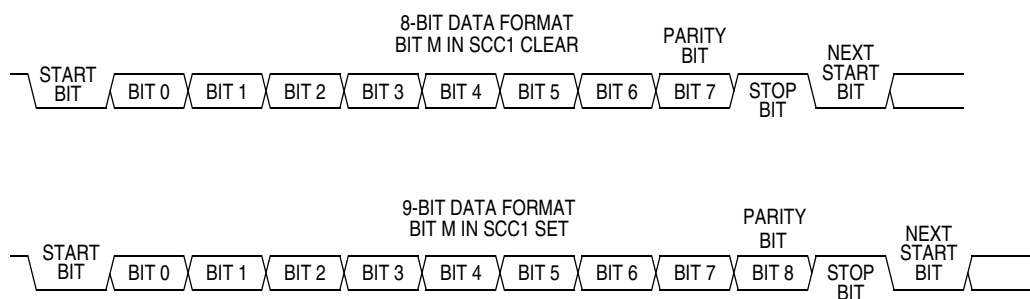 8-BIT DATA FORMAT
BIT M IN SCC1 CLEAR
PARITY
BIT
START
BIT
BIT 0
BIT 1
BIT 2
BIT 3
BIT 4
BIT 5
BIT 6
BIT 7
STOP
BIT
NEXT
START
BIT
9-BIT DATA FORMAT
BIT M IN SCC1 SET
PARITY
BIT
START
BIT
BIT 0
BIT 1
BIT 2
BIT 3
BIT 4
BIT 5
BIT 6
BIT 7
BIT 8
STOP
BIT
NEXT
START
BIT